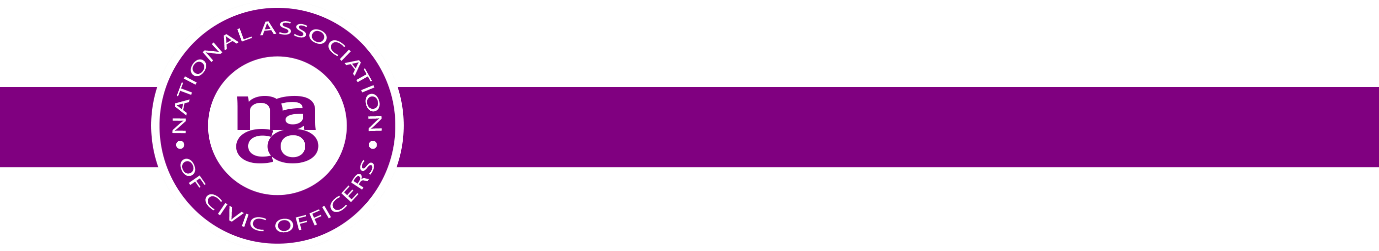 • NATIONAL ASSOCIATION •
OF CIVIC OFFICERS
na
co